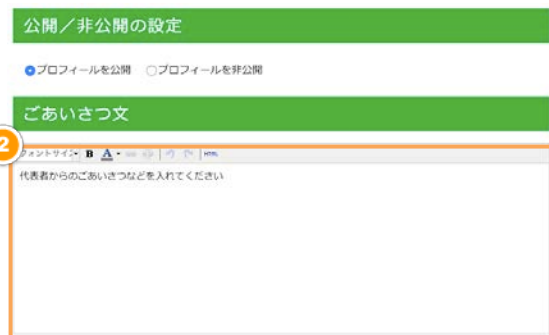 公開／非公開の設定
プロフィールを公開 プロフィールを非公開
ごあいさつ文
2
フォントサイズ B A HTML
代表者からのごあいさつなどを入れてください